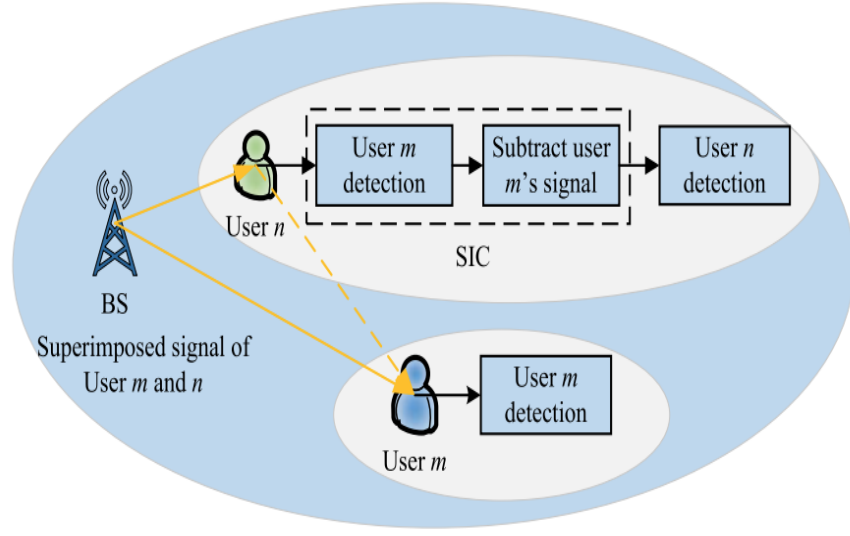 User m
detection
Subtract user
m's signal
User n
detection
User n
SIC
BS
Superimposed signal of
User m and n
User m
detection
User m